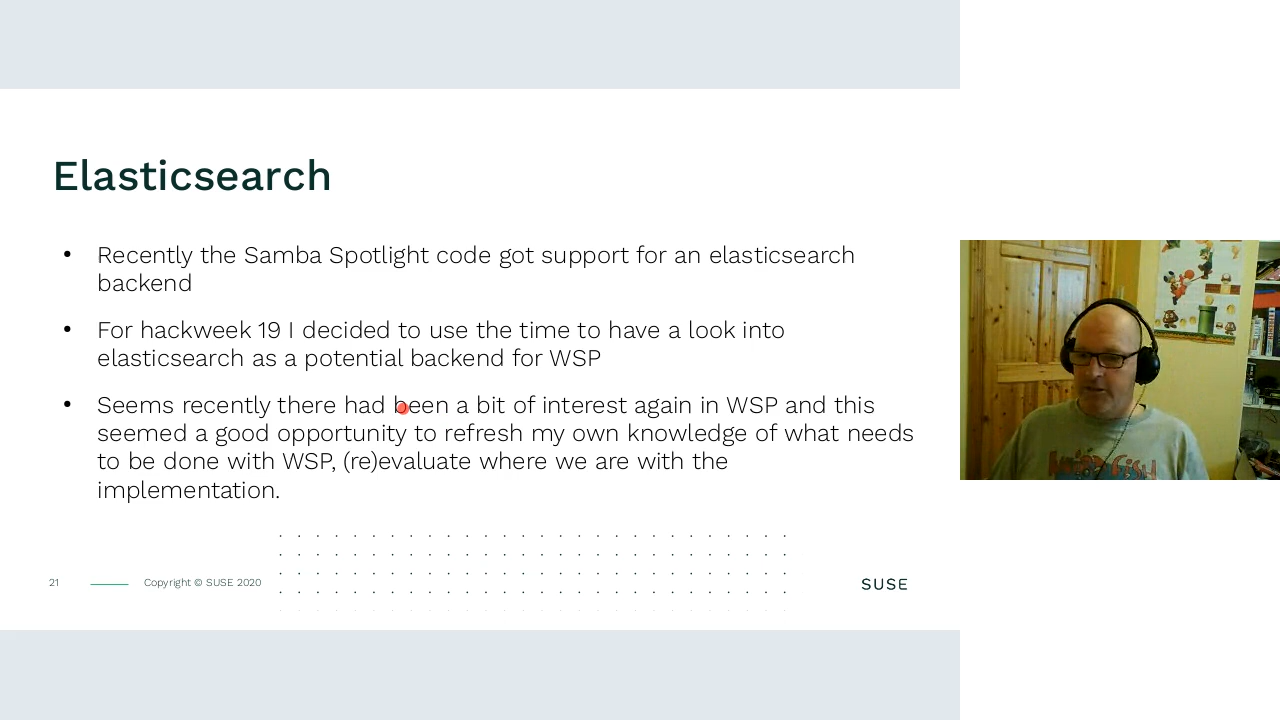 Elasticsearch
• Recently the Samba Spotlight code got support for an elasticsearch
backend
• For hackweek 19 I decided to use the time to have a look into
elasticsearch as a potential backend for WSP
• Seems recently there had been a bit of interest again in WSP and this
seemed a good opportunity to refresh my own knowledge of what needs
to be done with WSP, (re)evaluate where we are with the
implementation.
21
Copyright © SUSE 2020
SUSE